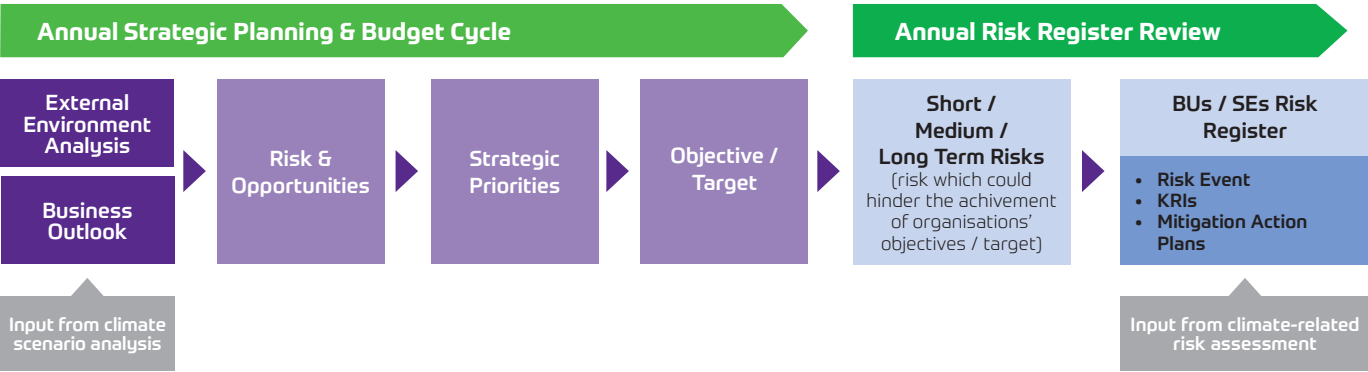 Annual Strategic Planning & Budget Cycle
Annual Risk Register Review
External
Environment
Analysis
Business
Outlook
Input from climate
scenario analysis
Risk &
Opportunities
Strategic
Priorities
Objective /
Target
Short /
Medium /
Long Term Risks
(risk which could
hinder the achivement
of organisations’
objectives / target)
BUs / SEs Risk
Register
• Risk Event
• KRIs
• Mitigation Action
Plans
Input from climate-related
risk assessment